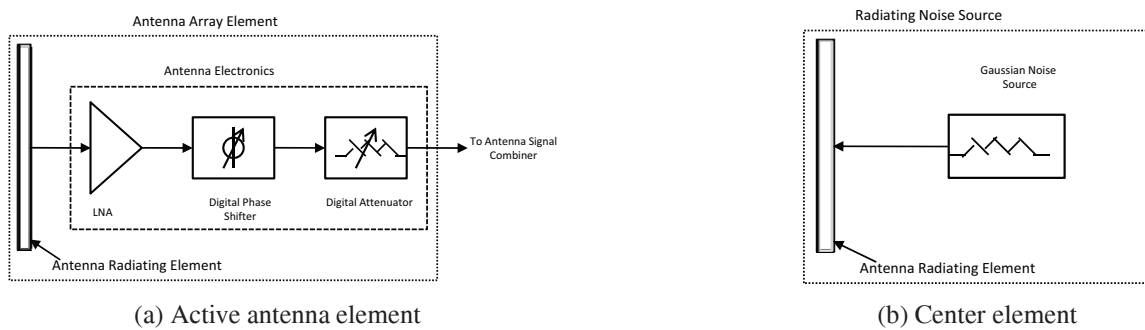 Antenna Array Element
Antenna Electronics
LNA
Digital Phase
Shifter
Digital Attenuator
To Antenna Signal
Combiner
Antenna Radiating Element
(a) Active antenna element
Radiating Noise Source
Gaussian Noise
Source
Antenna Radiating Element
(b) Center element